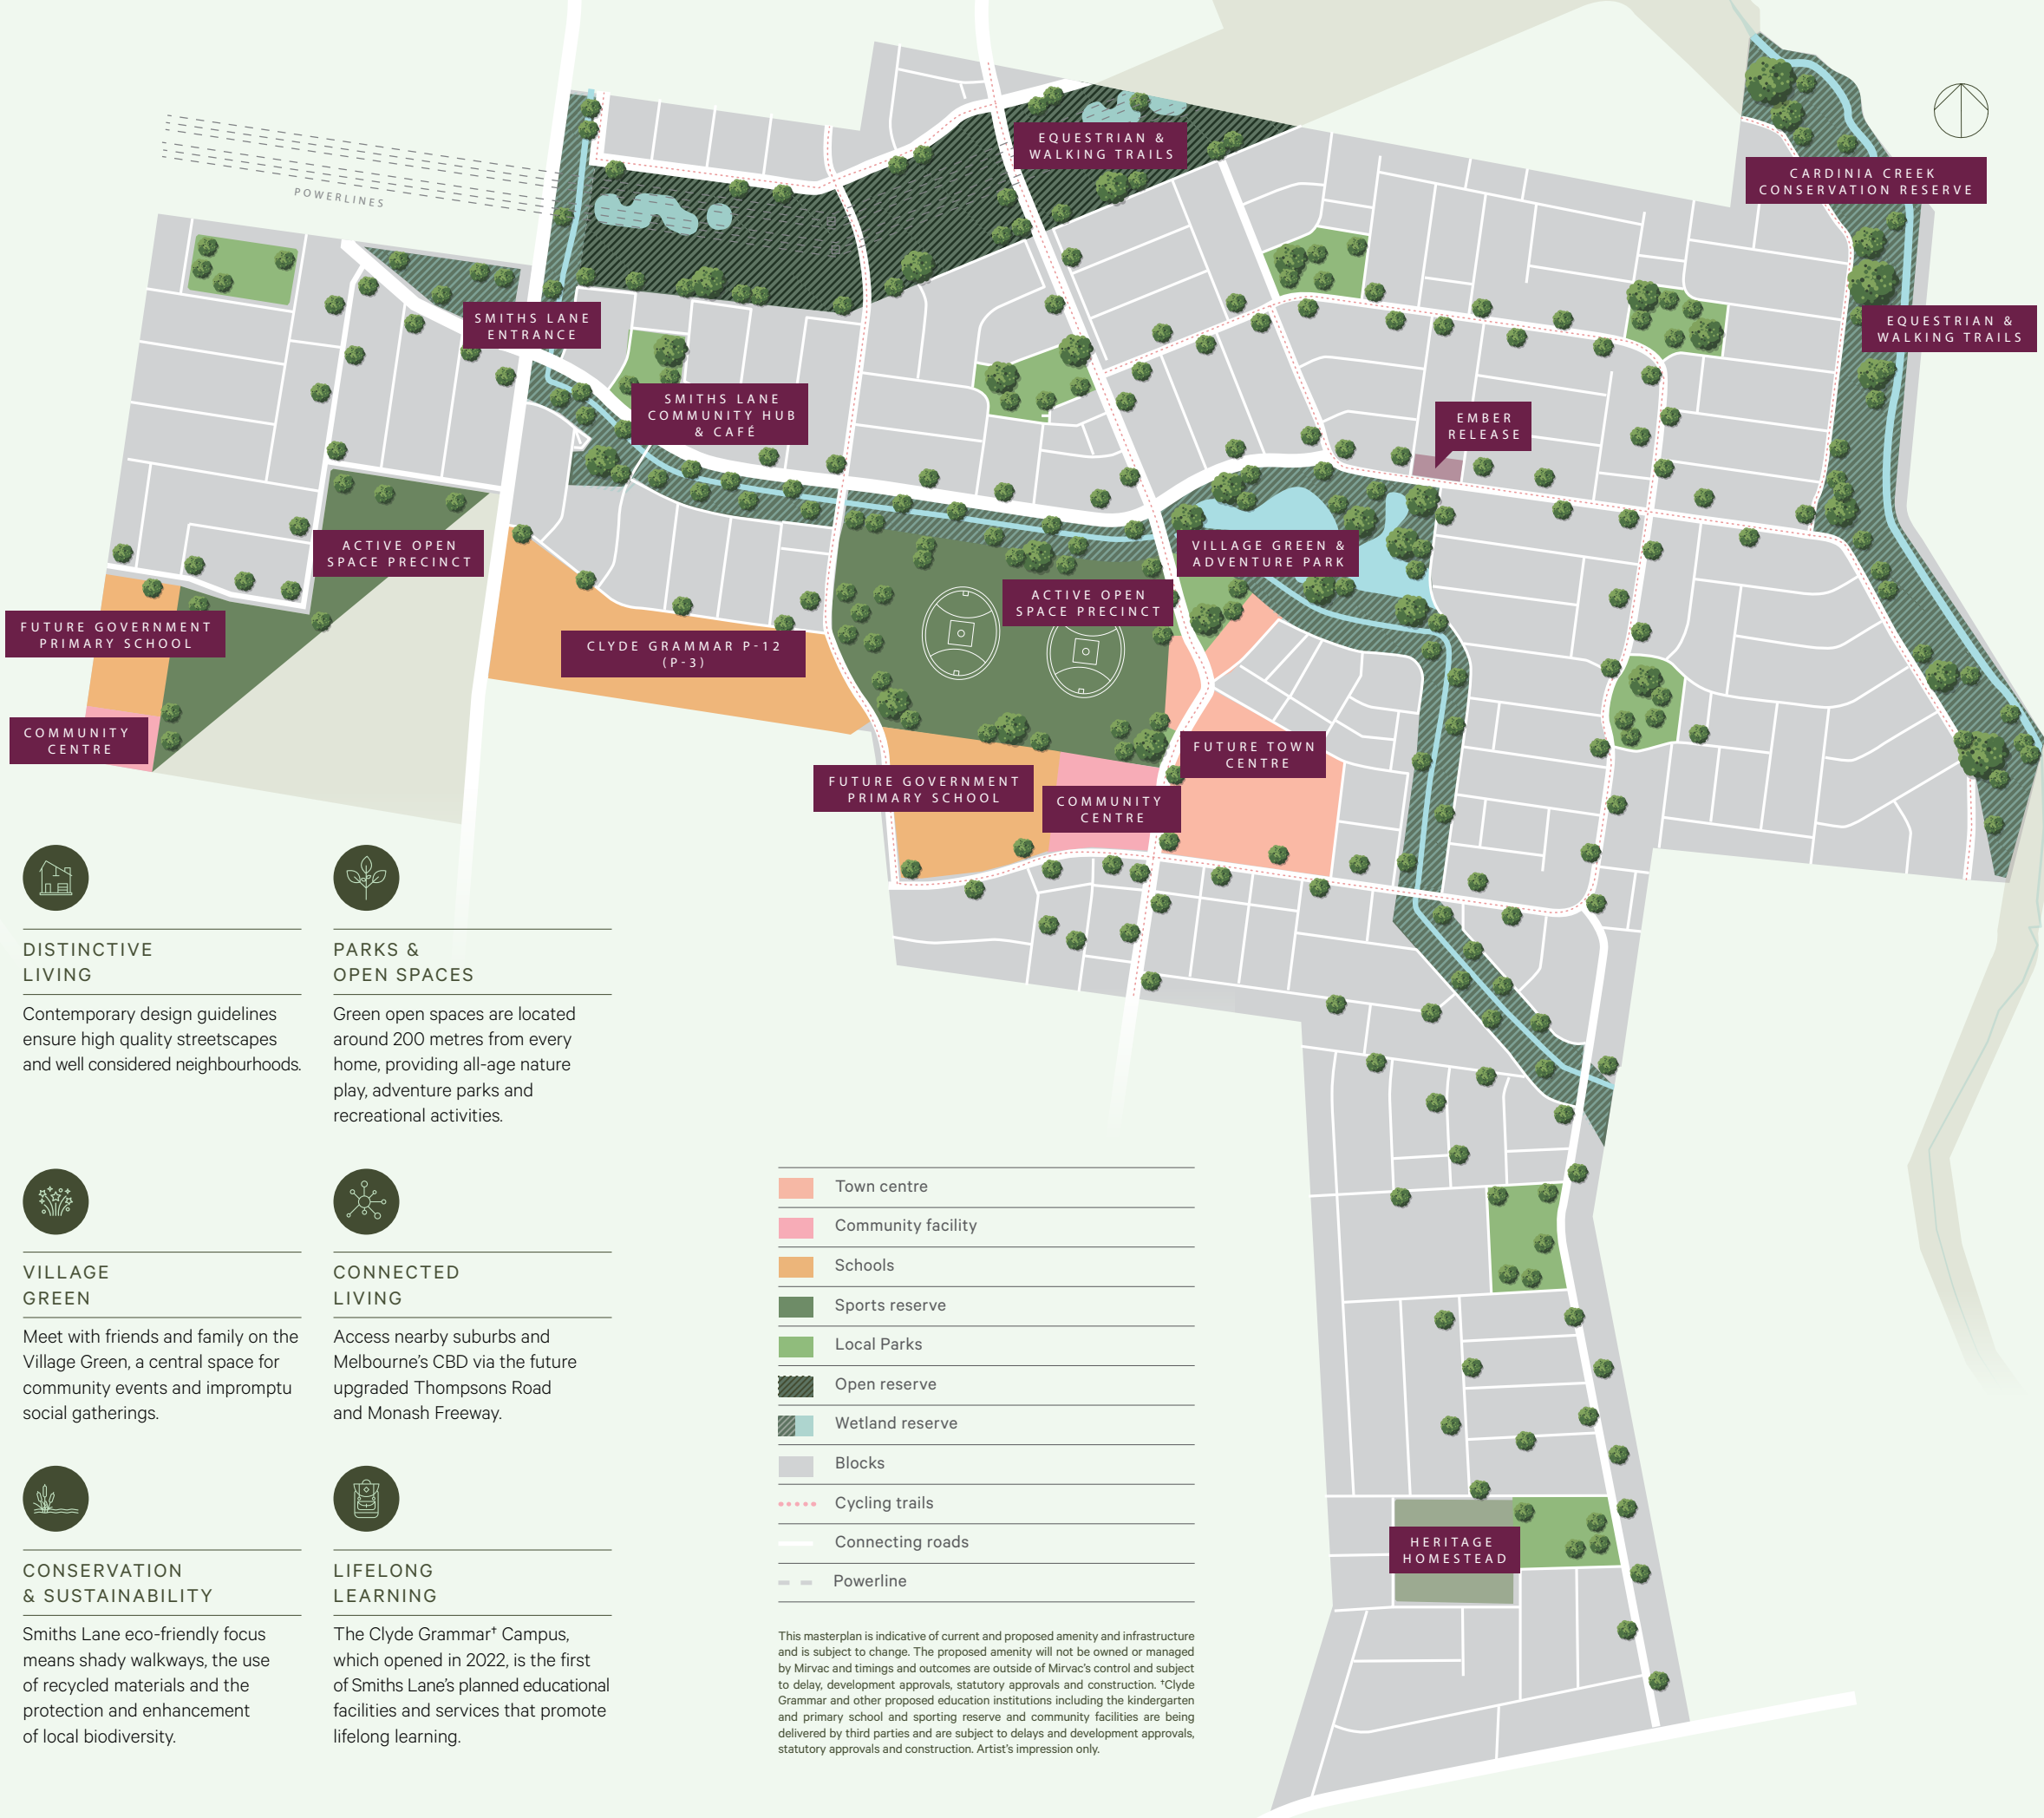 EQUESTRIAN &
WALKING TRAILS
CARDINIA CREEK
CONSERVATION RESERVE
POWERLINES
SMITHS LANE
ENTRANCE
EQUESTRIAN &
WALKING TRAILS
SMITHS LANE
COMMUNITY HUB
& CAFÉ
EMBER
RELEASE
ACTIVE OPEN
SPACE PRECINCT
VILLAGE GREEN &
ADVENTURE PARK
ACTIVE OPEN
SPACE PRECINCT
FUTURE GOVERNMENT
PRIMARY SCHOOL
CLYDE GRAMMAR P-12
(P-3)
COMMUNITY
CENTRE
FUTURE TOWN
CENTRE
FUTURE GOVERNMENT
PRIMARY SCHOOL
COMMUNITY
CENTRE
HERITAGE
HOMESTEAD
DISTINCTIVE
LIVING
Contemporary design guidelines
ensure high quality streetscapes
and well considered neighbourhoods.
PARKS &
OPEN SPACES
Green open spaces are located
around 200 metres from every
home, providing all-age nature
play, adventure parks and
recreational activities.
VILLAGE
GREEN
Meet with friends and family on the
Village Green, a central space for
community events and impromptu
social gatherings.
CONNECTED
LIVING
Access nearby suburbs and
Melbourne's CBD via the future
upgraded Thompsons Road
and Monash Freeway.
CONSERVATION
& SUSTAINABILITY
Smiths Lane eco-friendly focus
means shady walkways, the use
of recycled materials and the
protection and enhancement
of local biodiversity.
LIFELONG
LEARNING
The Clyde Grammar† Campus,
which opened in 2022, is the first
of Smiths Lane's planned educational
facilities and services that promote
lifelong learning.
Town centre
Community facility
Schools
Sports reserve
Local Parks
Open reserve
Wetland reserve
Blocks
Cycling trails
Connecting roads
Powerline
This masterplan is indicative of current and proposed amenity and infrastructure
and is subject to change. The proposed amenity will not be owned or managed
by Mirvac and timings and outcomes are outside of Mirvac's control and subject
to delay, development approvals, statutory approvals and construction. †Clyde
Grammar and other proposed education institutions including the kindergarten
and primary school and sporting reserve and community facilities are being
delivered by third parties and are subject to delays and development approvals,
statutory approvals and construction. Artist's impression only.